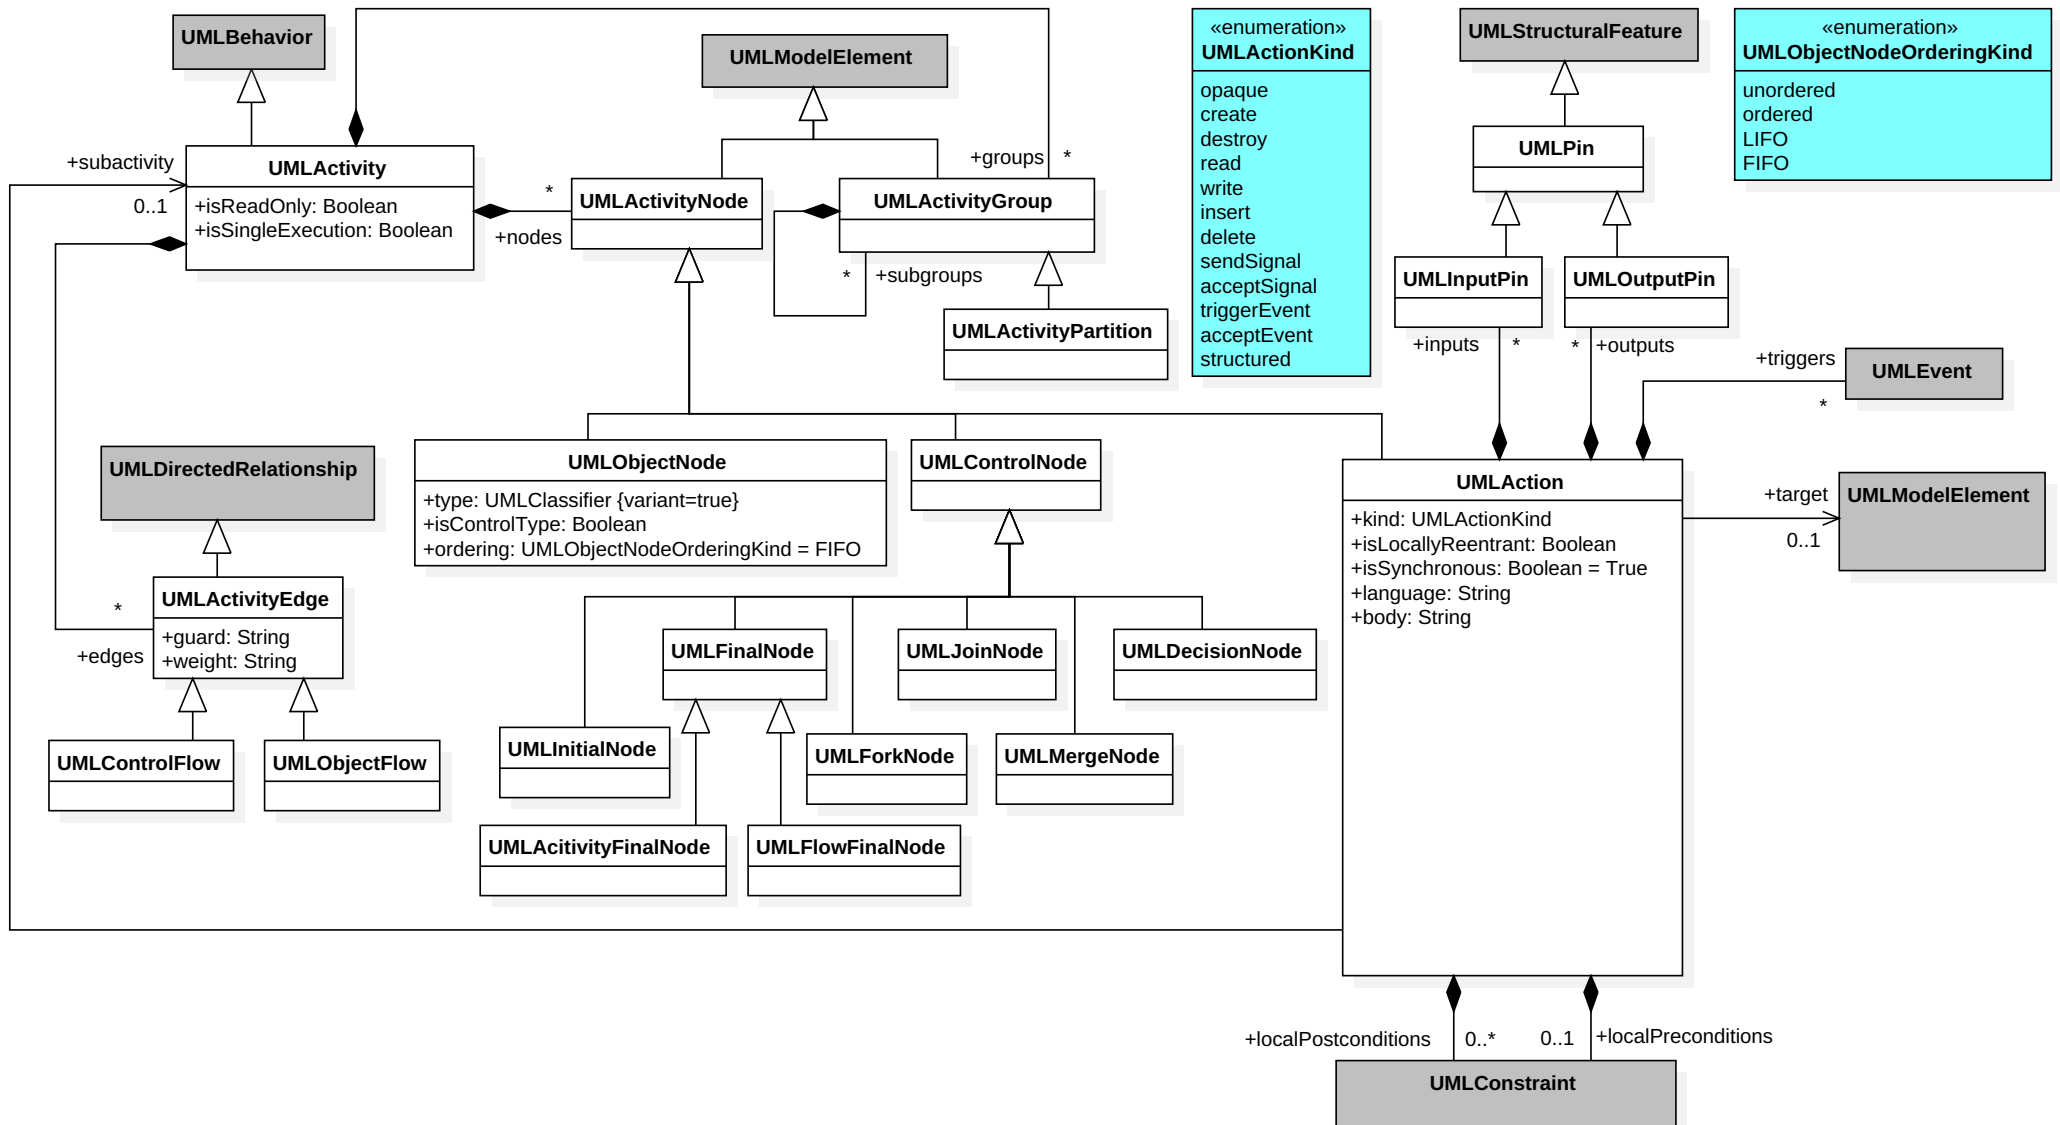 UMLBehavior
UMLModelElement
«enumeration»
UMLActionKind
opaque
create
destroy
read
write
insert
delete
sendSignal
acceptSignal
triggerEvent
acceptEvent
structured
UMLStructuralFeature
«enumeration»
UMLObjectNodeOrderingKind
unordered
ordered
LIFO
FIFO
UMLPin
+subactivity
0..1
UMLActivity
+isReadOnly: Boolean
+isSingleExecution: Boolean
*
+nodes
UMLActivityNode
+groups *
UMLActivityGroup
* +subgroups
UMLActivityPartition
UMLInputPin
UMLOutputPin
+inputs *
* +outputs
+triggers
*
UMLEvent
UMLDirectedRelationship
UMLObjectNode
+type: UMLClassifier {variant=true}
+isControlType: Boolean
+ordering: UMLObjectNodeOrderingKind = FIFO
UMLControlNode
UMLAction
+kind: UMLActionKind
+isLocallyReentrant: Boolean
+isSynchronous: Boolean = True
+language: String
+body: String
+target
0..1
UMLModelElement
*
+edges
UMLActivityEdge
+guard: String
+weight: String
UMLFinalNode
UMLJoinNode
UMLDecisionNode
UMLControlFlow
UMLObjectFlow
UMLInitialNode
UMLForkNode
UMLMergeNode
UMLAcitivityFinalNode
UMLFlowFinalNode
+localPostconditions 0..*
0..1 +localPreconditions
UMLConstraint